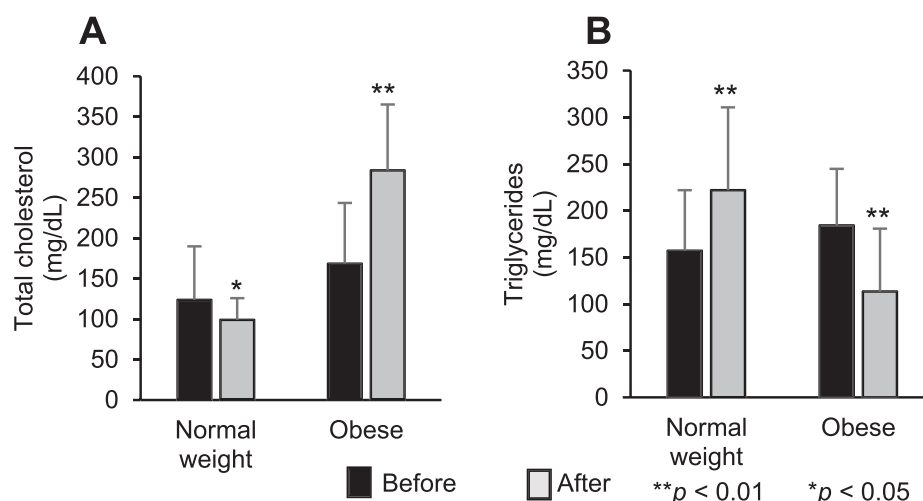 A
Total cholesterol
(mg/dL)
400
350
300
250
200
150
100
50
0
*
**
Normal
weight
Obese
B
Triglycerides
(mg/dL)
350
300
250
200
150
100
50
0
**
**
Normal
weight
Obese
Before
After
**p < 0.01
*p < 0.05